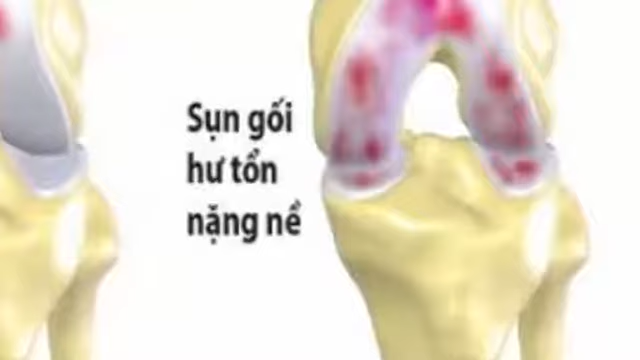 Sụn gối
hư tổn
nặng nề